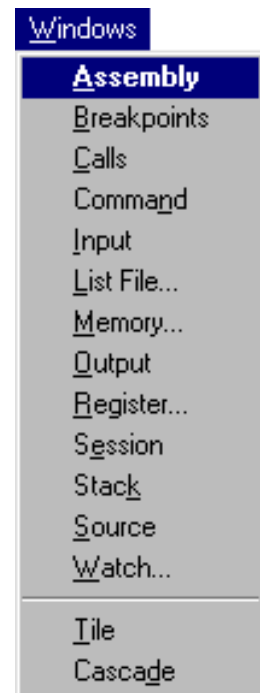 Windows
Assembly
Breakpoints
Calls
Command
Input
List File...
Memory...
Output
Register...
Session
Stack
Source
Watch...
Tile
Cascade